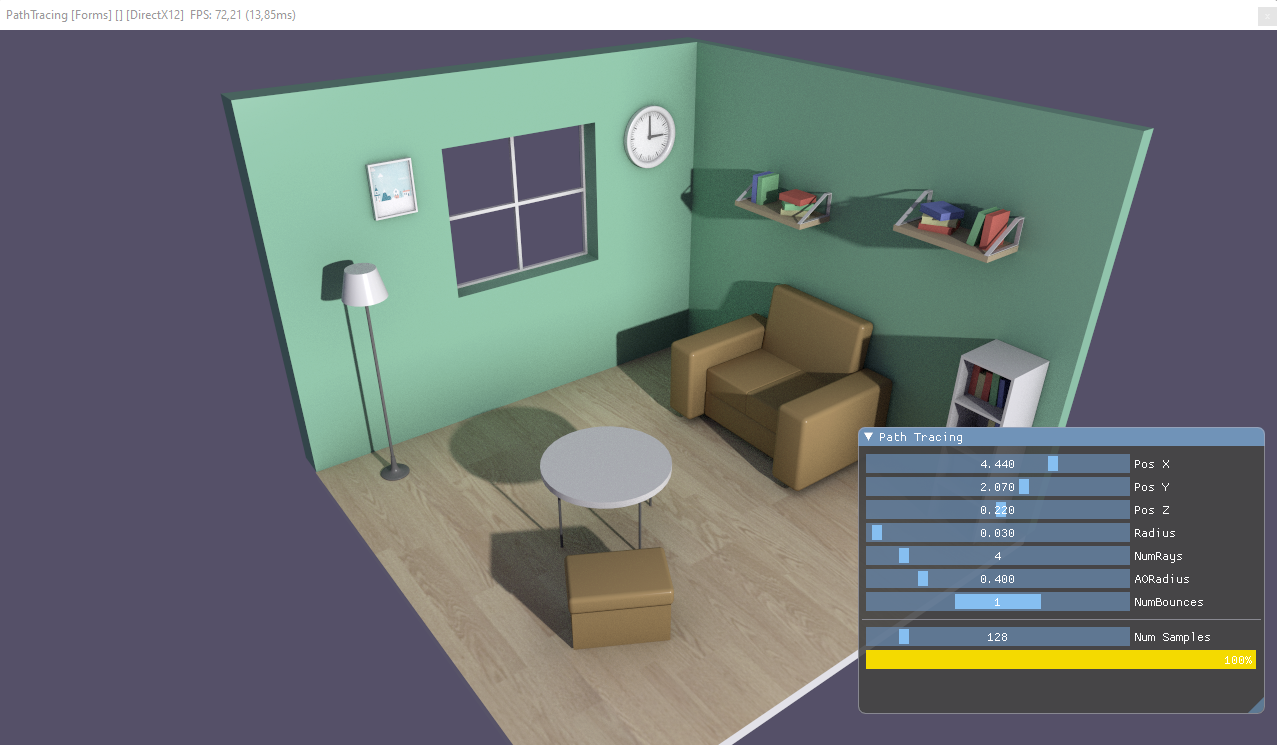 PathTracing [Forms] [] [DirectX12] FPS: 72,21 (13,85ms)
Path Tracing
4.440 Pos X
2.070 Pos Y
0.220 Pos Z
0.030 Radius
4 NumRays
0.400 AORadius
1 NumBounces
128 Num Samples
100%